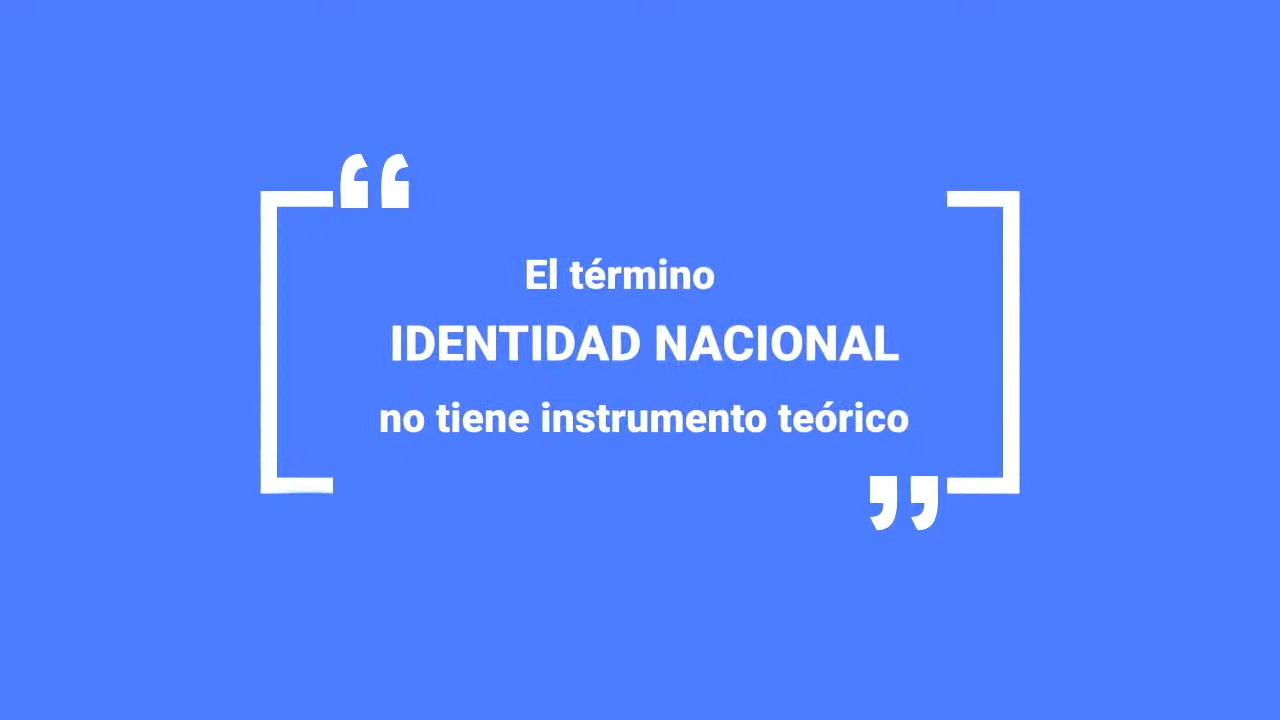 “
El término
IDENTIDAD NACIONAL
no tiene instrumento teórico
”